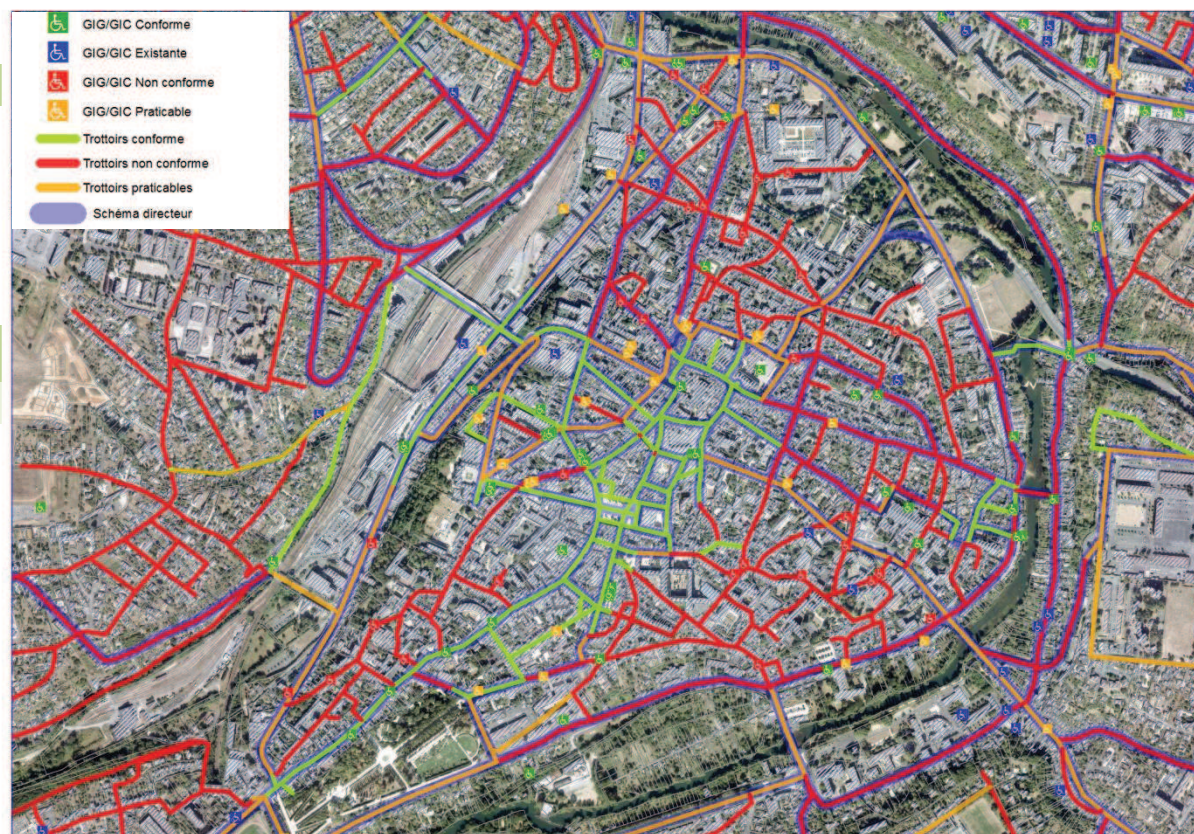 GIG/GIC Conforme
GIG/GIC Existante
GIG/GIC Non conforme
GIG/GIC Praticable
Trottoirs conforme
Trottoirs non conforme
Trottoirs praticables
Schéma directeur